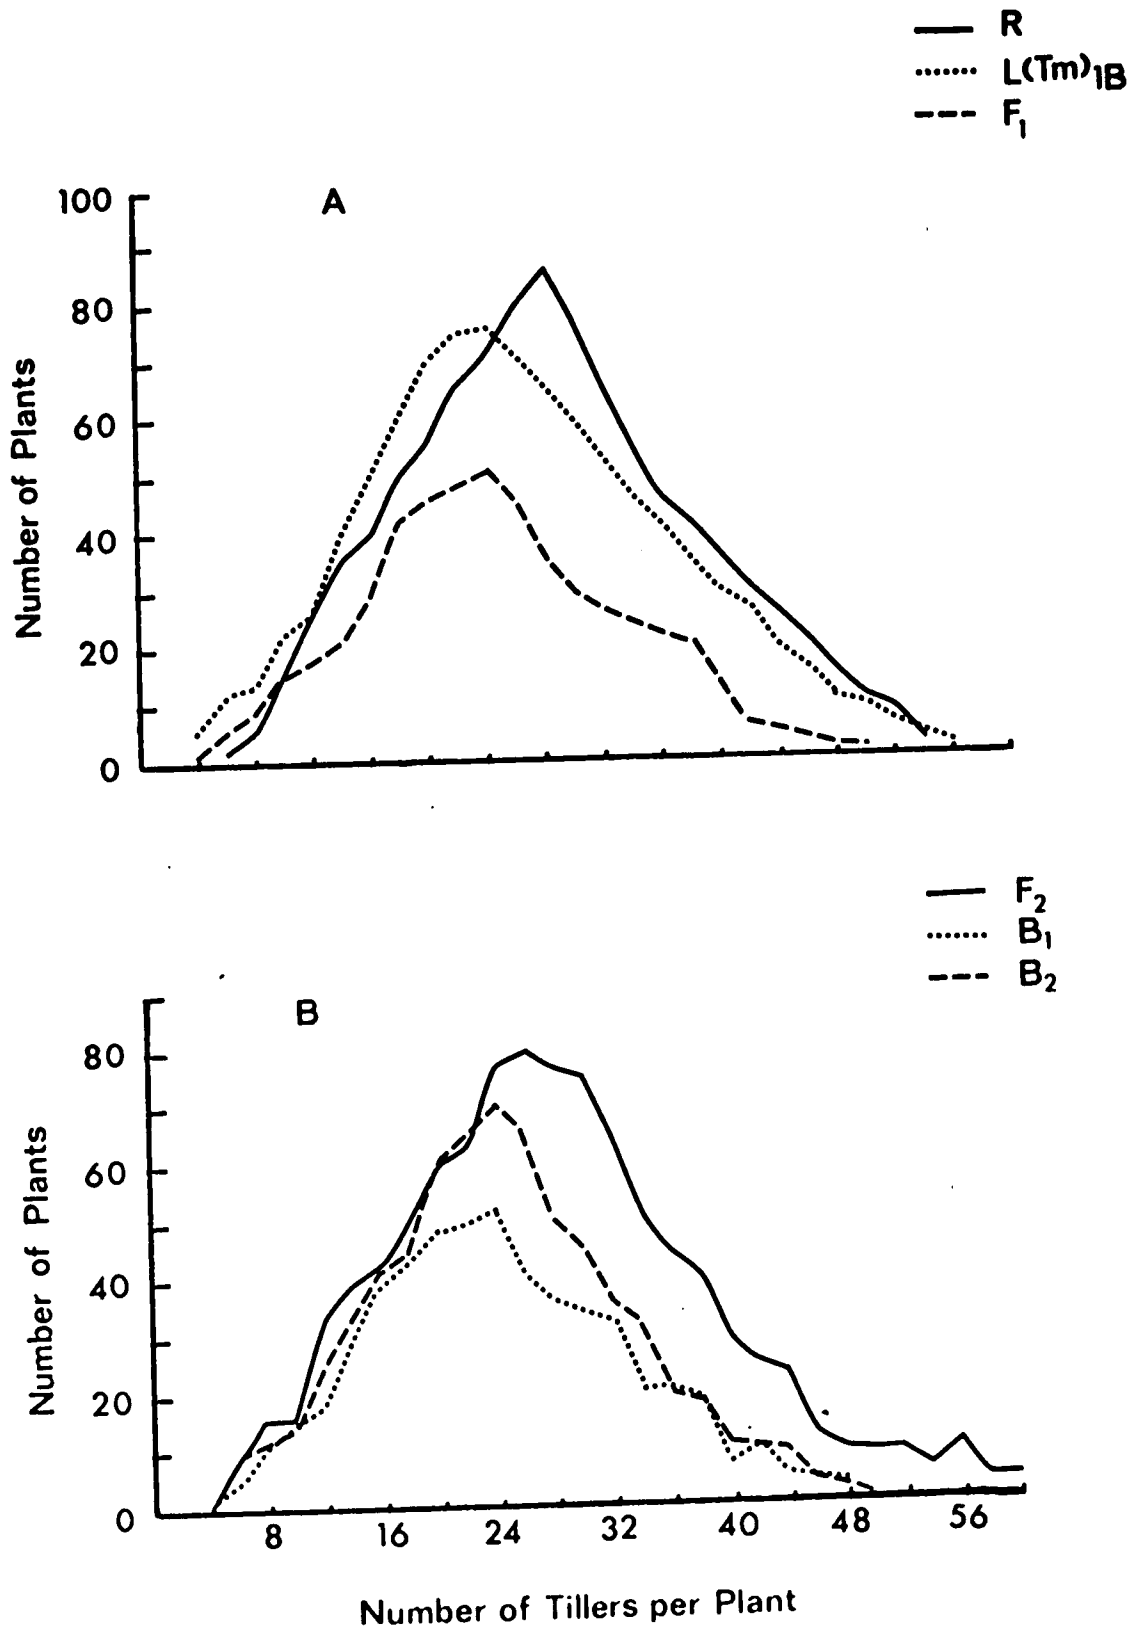 R
L(Tm)1B
F1
A
100
80
60
40
20
0
Number of Plants
F2
B1
B2
B
80
60
40
20
0
Number of Plants
8 16 24 32 40 48 56
Number of Tillers per Plant